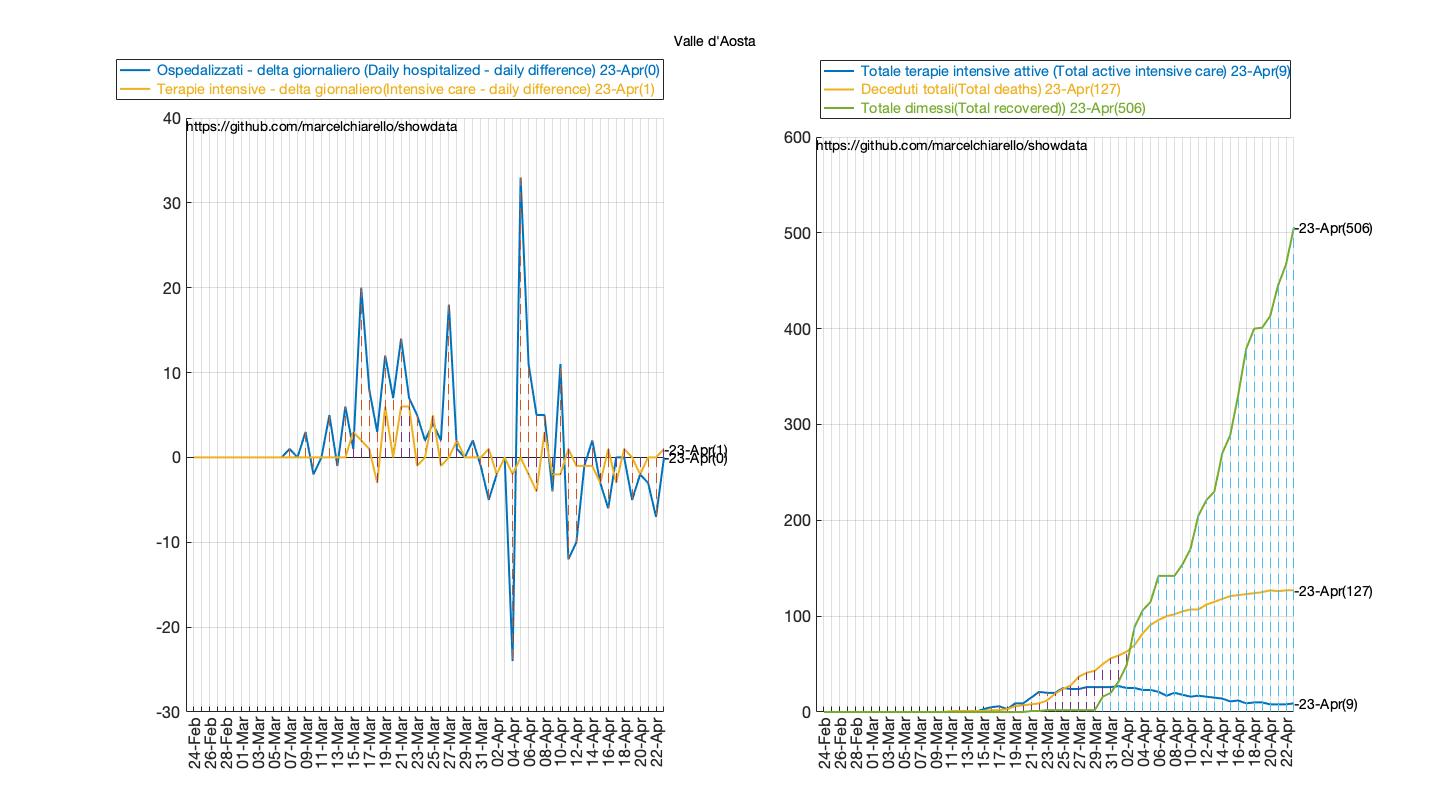 Valle d'Aosta
Ospedalizzati - delta giornaliero (Daily hospitalized - daily difference) 23-Apr(0)
Terapie intensive - delta giornaliero(Intensive care - daily difference) 23-Apr(1)
https://github.com/marcelchiarello/showdata
40
30
20
10
0
-10
-20
-30
-23-Apr(1)
-23-Apr(0)
24-Feb
26-Feb
28-Feb
01-Mar
03-Mar
05-Mar
07-Mar
09-Mar
11-Mar
13-Mar
15-Mar
17-Mar
19-Mar
21-Mar
23-Mar
25-Mar
27-Mar
29-Mar
31-Mar
02-Apr
04-Apr
06-Apr
08-Apr
10-Apr
12-Apr
14-Apr
16-Apr
18-Apr
20-Apr
22-Apr
Totale terapie intensive attive (Total active intensive care) 23-Apr(9)
Deceduti totali(Total deaths) 23-Apr(127)
Totale dimessi(Total recovered)) 23-Apr(506)
https://github.com/marcelchiarello/showdata
600
500
400
300
200
100
0
-23-Apr(506)
-23-Apr(127)
-23-Apr(9)
24-Feb
26-Feb
28-Feb
01-Mar
03-Mar
05-Mar
07-Mar
09-Mar
11-Mar
13-Mar
15-Mar
17-Mar
19-Mar
21-Mar
23-Mar
25-Mar
27-Mar
29-Mar
31-Mar
02-Apr
04-Apr
06-Apr
08-Apr
10-Apr
12-Apr
14-Apr
16-Apr
18-Apr
20-Apr
22-Apr